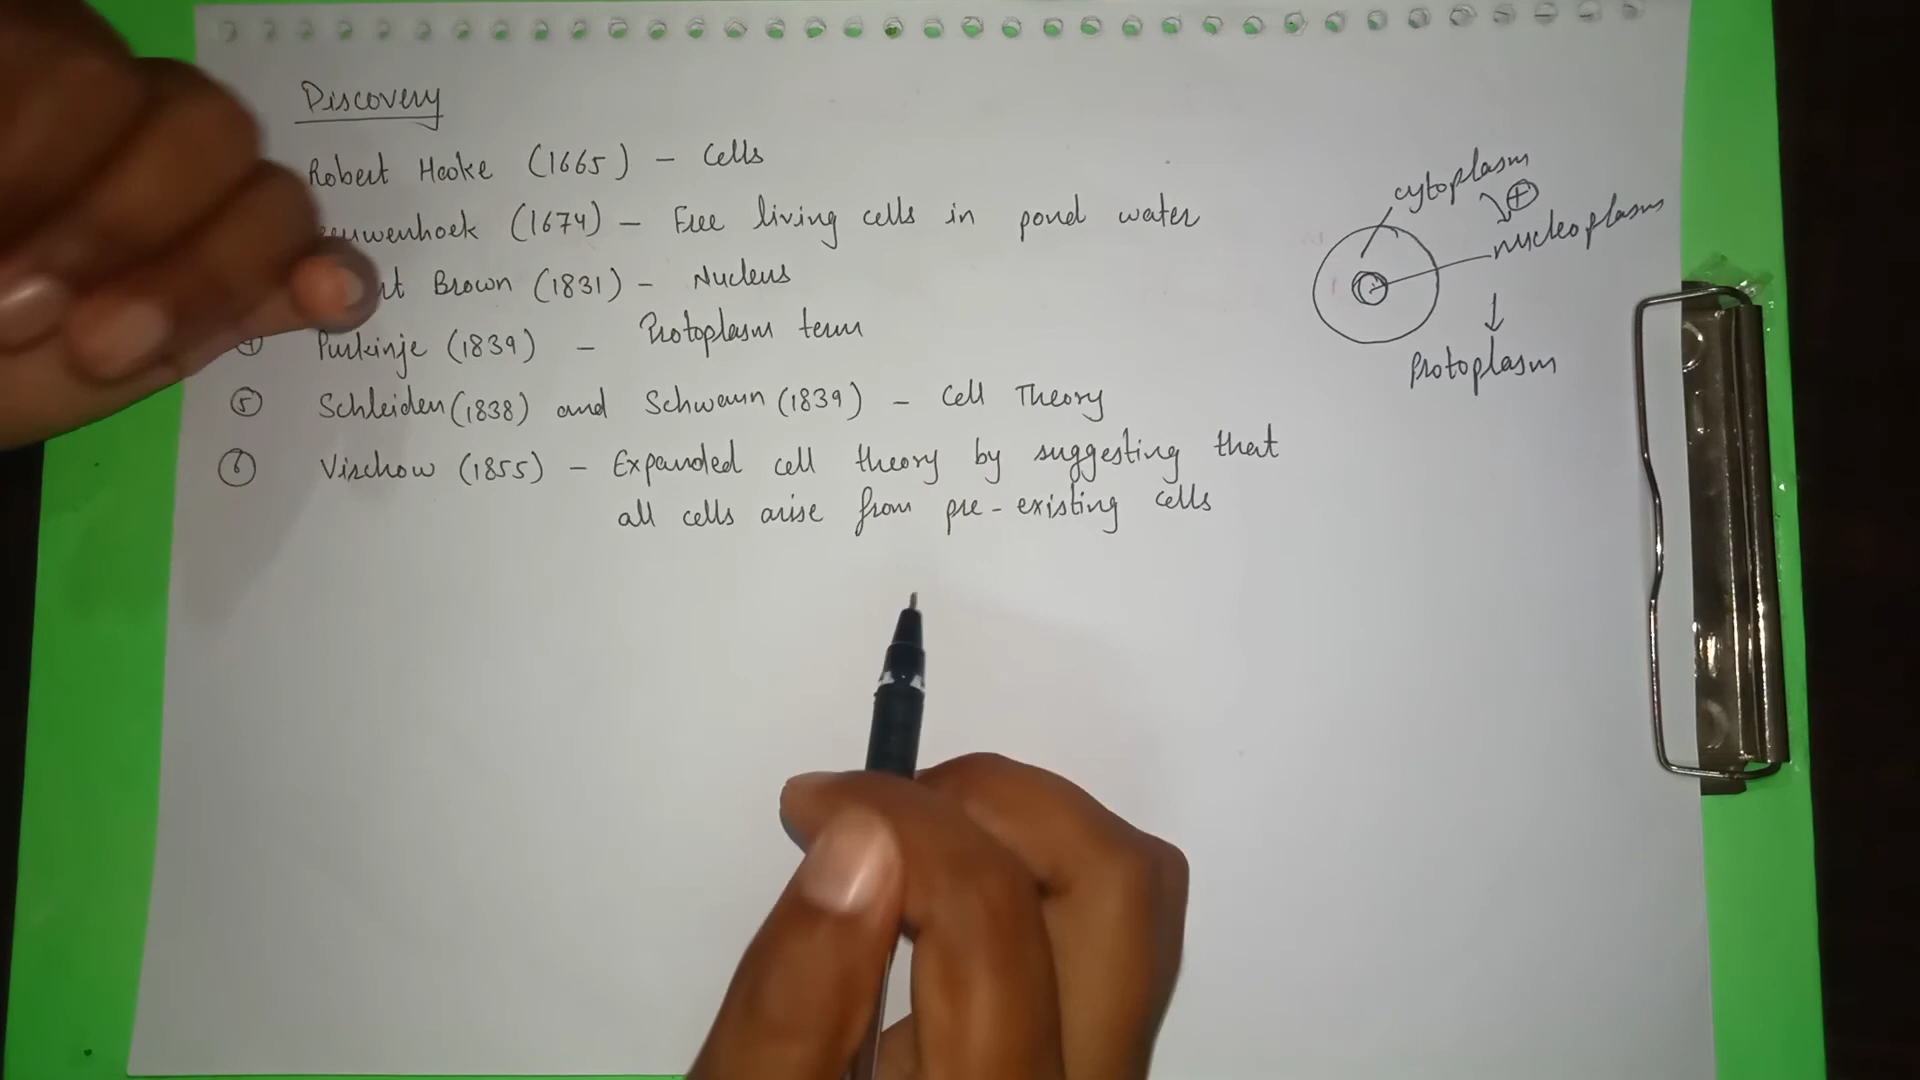 Discovery
Robert Hooke (1665) - Cells
(1674) - Free living cells in pond water
Brown (1831) - Nucleus
Purkinje (1839) - Protoplasm term
⑤ Schleiden (1838) and Schwann (1839) - Cell Theory
⑥ Virchow (1855) - Expanded cell theory by suggesting that
all cells arise from pre-existing cells
cytoplasm
⊕
nucleoplasm
↓
Protoplasm